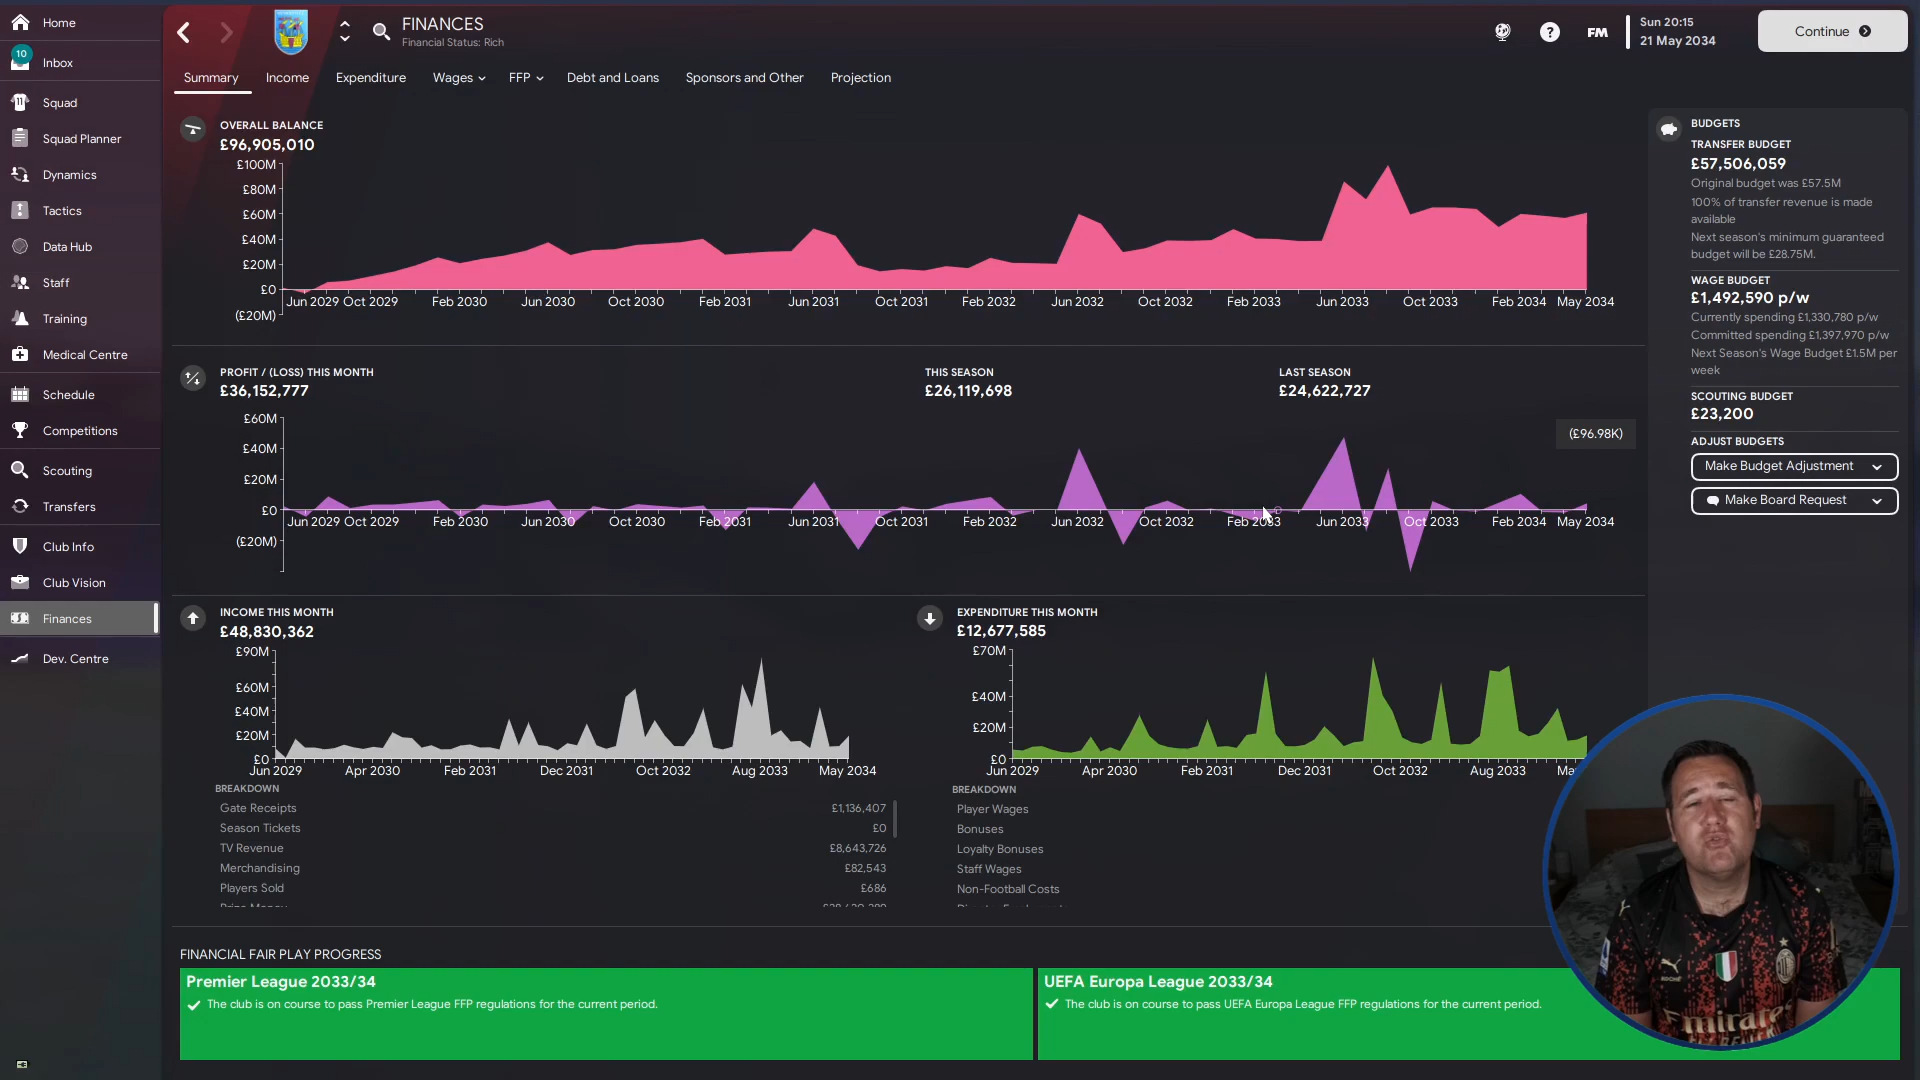 Home
10
Inbox
Squad
Squad Planner
Dynamics
Tactics
Data Hub
Staff
Training
Medical Centre
Schedule
Competitions
Scouting
Transfers
Club Info
Club Vision
Finances
Dev. Centre
FINANCES
Financial Status: Rich
FM
Sun 20:15
21 May 2034
Continue
Summary Income Expenditure Wages FFP Debt and Loans Sponsors and Other Projection
OVERALL BALANCE
£96,905,010
£100M
£80M
£60M
£40M
£20M
£0
(£20M)
Jun 2029 Oct 2029 Feb 2030 Jun 2030 Oct 2030 Feb 2031 Jun 2031 Oct 2031 Feb 2032 Jun 2032 Oct 2032 Feb 2033 Jun 2033 Oct 2033 Feb 2034 May 2034
PROFIT / (LOSS) THIS MONTH
£36,152,777
THIS SEASON
£26,119,698
LAST SEASON
£24,622,727
(£96.98K)
£60M
£40M
£20M
£0
(£20M)
Jun 2029 Oct 2029 Feb 2030 Jun 2030 Oct 2030 Feb 2031 Jun 2031 Oct 2031 Feb 2032 Jun 2032 Oct 2032 Feb 2033 Jun 2033 Oct 2033 Feb 2034 May 2034
INCOME THIS MONTH
£48,830,362
£90M
£60M
£40M
£20M
£0
Jun 2029 Apr 2030 Feb 2031 Dec 2031 Oct 2032 Aug 2033 May 2034
BREAKDOWN
Gate Receipts £1,136,407
Season Tickets £0
TV Revenue £8,643,726
Merchandising £82,543
Players Sold £686
EXPENDITURE THIS MONTH
£12,677,585
£70M
£40M
£20M
£0
Jun 2029 Apr 2030 Feb 2031 Dec 2031 Oct 2032 Aug 2033 Ma
BREAKDOWN
Player Wages
Bonuses
Loyalty Bonuses
Staff Wages
Non-Football Costs
BUDGETS
TRANSFER BUDGET
£57,506,059
Original budget was £57.5M
100% of transfer revenue is made
available
Next season's minimum guaranteed
budget will be £28.75M.
WAGE BUDGET
£1,492,590 p/w
Currently spending £1,330,780 p/w
Committed spending £1,397,970 p/w
Next Season's Wage Budget £1.5M per
week
SCOUTING BUDGET
£23,200
ADJUST BUDGETS
Make Budget Adjustment
Make Board Request
FINANCIAL FAIR PLAY PROGRESS
Premier League 2033/34
The club is on course to pass Premier League FFP regulations for the current period.
UEFA Europa League 2033/34
The club is on course to pass UEFA Europa League FFP regulations for the current period.